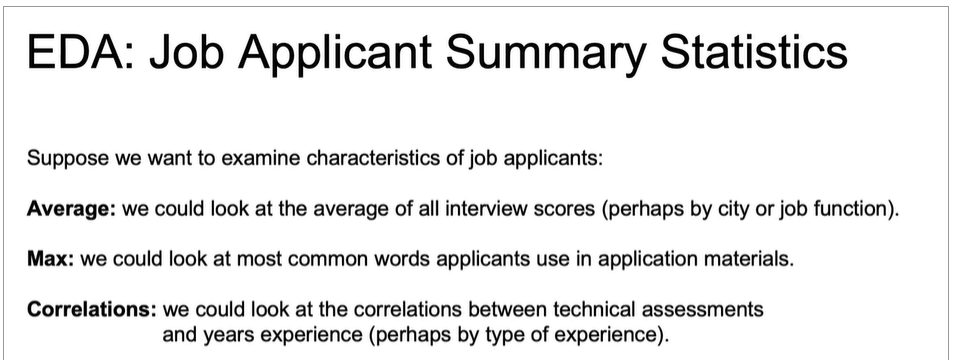 EDA: Job Applicant Summary Statistics
Suppose we want to examine characteristics of job applicants:
Average: we could look at the average of all interview scores (perhaps by city or job function).
Max: we could look at most common words applicants use in application materials.
Correlations: we could look at the correlations between technical assessments
and years experience (perhaps by type of experience).